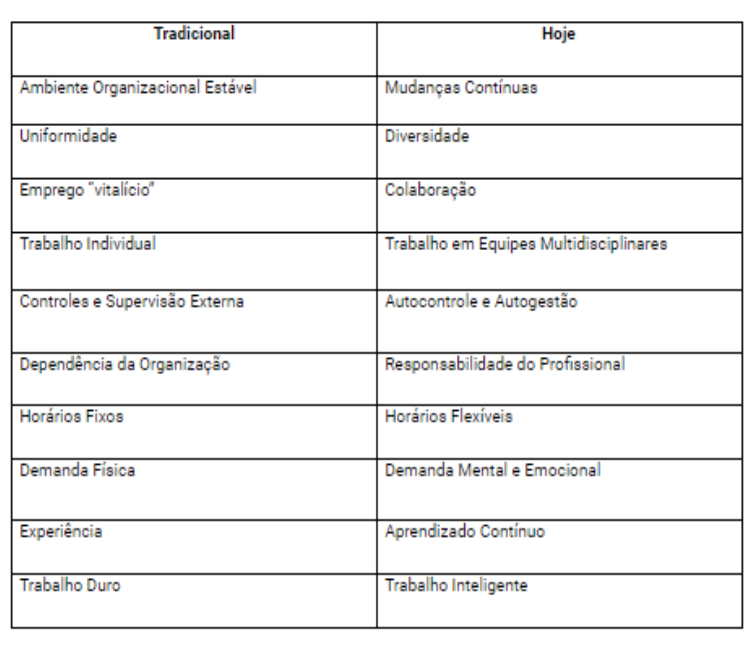 Tradicional Hoje
Ambiente Organizacional Estável Mudanças Contínuas
Uniformidade Diversidade
Emprego “vitalício” Colaboração
Trabalho Individual Trabalho em Equipes Multidisciplinares
Controles e Supervisão Externa Autocontrole e Autogestão
Dependência da Organização Responsabilidade do Profissional
Horários Fixos Horários Flexíveis
Demanda Física Demanda Mental e Emocional
Experiência Aprendizado Contínuo
Trabalho Duro Trabalho Inteligente